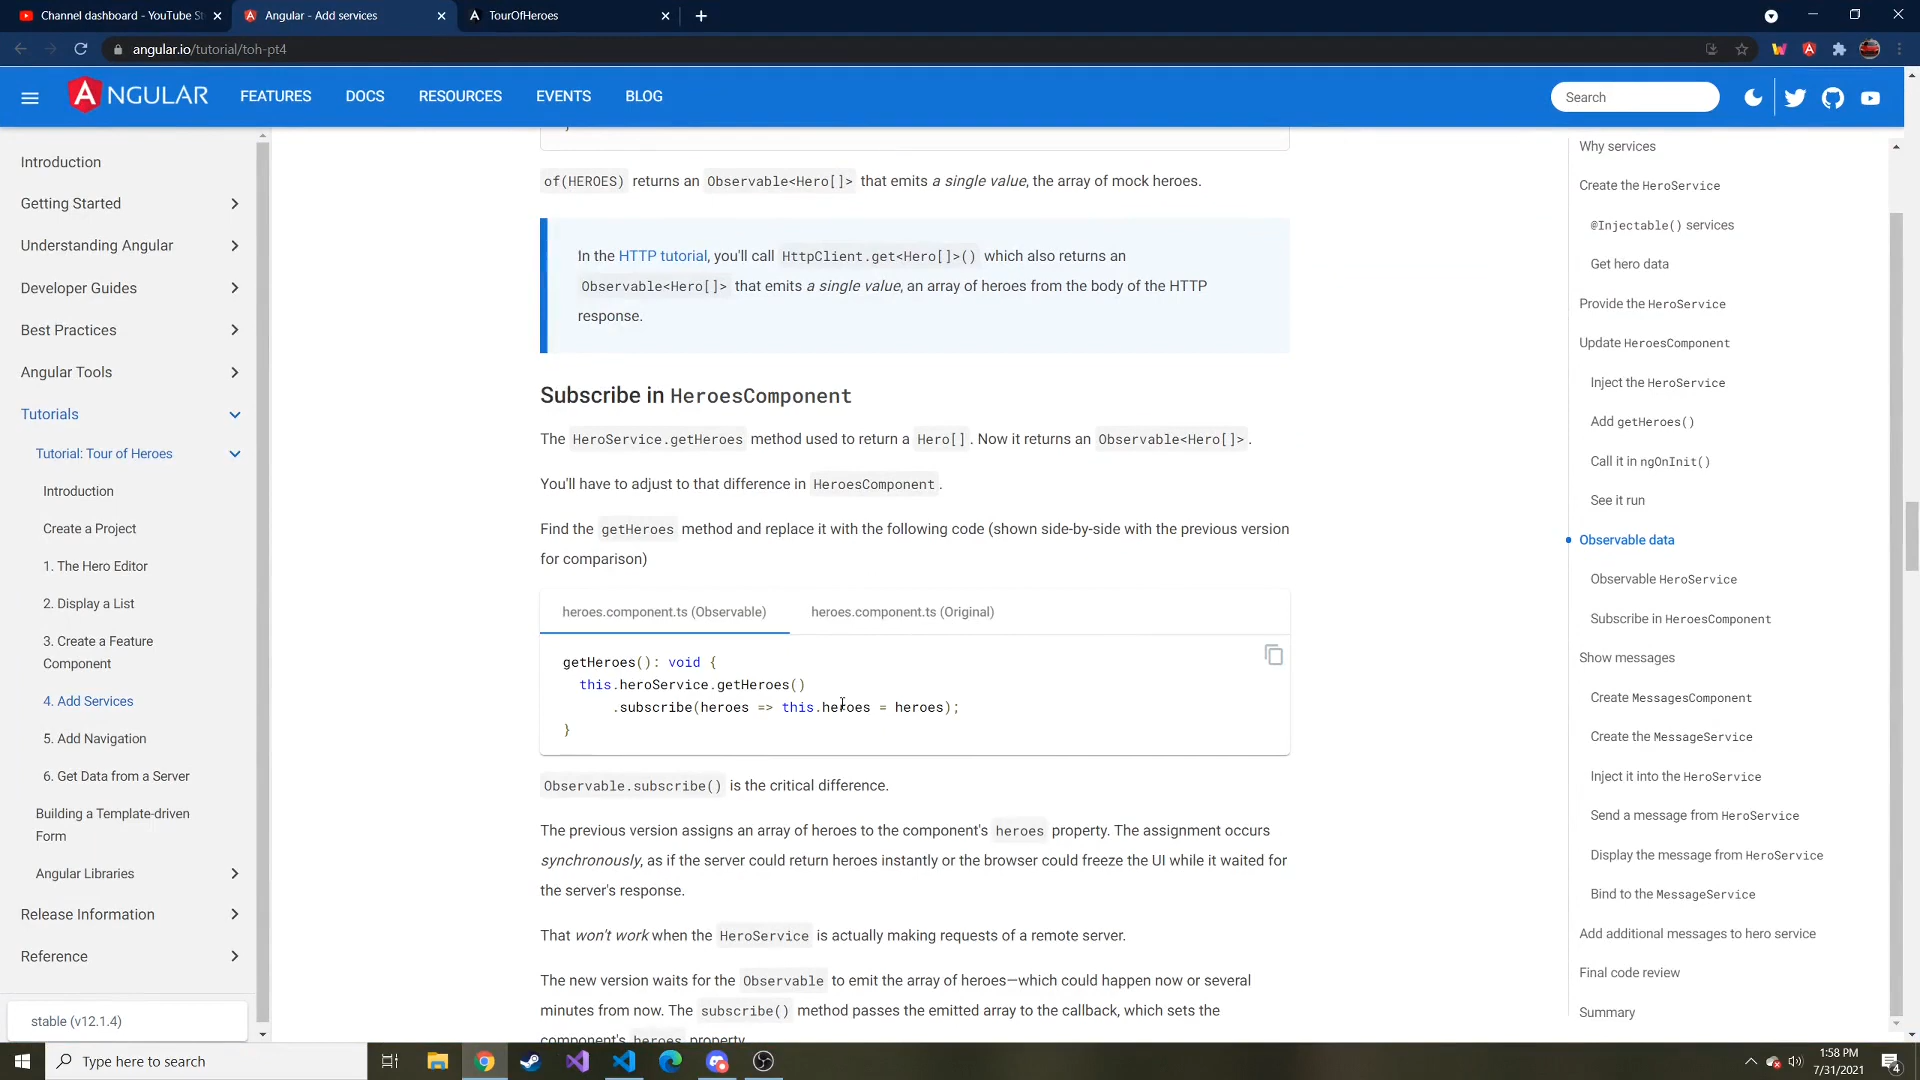 Channel dashboard - YouTube St
Angular - Add services
TourOfHeroes
angular.io/tutorial/toh-pt4
ANGULAR
FEATURES
DOCS
RESOURCES
EVENTS
BLOG
Search
Introduction
Getting Started
Understanding Angular
Developer Guides
Best Practices
Angular Tools
Tutorials
Tutorial: Tour of Heroes
Introduction
Create a Project
1. The Hero Editor
2. Display a List
3. Create a Feature
Component
4. Add Services
5. Add Navigation
6. Get Data from a Server
Building a Template-driven
Form
Angular Libraries
Release Information
Reference
stable (v12.1.4)
}
of(HEROES) returns an Observable<Hero[]> that emits a single value, the array of mock heroes.
In the HTTP tutorial, you'll call HttpClient.get<Hero[]>() which also returns an
Observable<Hero[]> that emits a single value, an array of heroes from the body of the HTTP
response.
Subscribe in HeroesComponent
The HeroService.getHeroes method used to return a Hero[]. Now it returns an Observable<Hero[]>.
You'll have to adjust to that difference in HeroesComponent.
Find the getHeroes method and replace it with the following code (shown side-by-side with the previous version
for comparison)
heroes.component.ts (Observable)
heroes.component.ts (Original)
getHeroes(): void {
this.heroService.getHeroes()
.subscribe(heroes => this.heroes = heroes);
}
Observable.subscribe() is the critical difference.
The previous version assigns an array of heroes to the component's heroes property. The assignment occurs
synchronously, as if the server could return heroes instantly or the browser could freeze the UI while it waited for
the server's response.
That won't work when the HeroService is actually making requests of a remote server.
The new version waits for the Observable to emit the array of heroes—which could happen now or several
minutes from now. The subscribe() method passes the emitted array to the callback, which sets the
component's heroes property.
Why services
Create the HeroService
@Injectable() services
Get hero data
Provide the HeroService
Update HeroesComponent
Inject the HeroService
Add getHeroes()
Call it in ngOnInit()
See it run
Observable data
Observable HeroService
Subscribe in HeroesComponent
Show messages
Create MessagesComponent
Create the MessageService
Inject it into the HeroService
Send a message from HeroService
Display the message from HeroService
Bind to the MessageService
Add additional messages to hero service
Final code review
Summary
Type here to search
1:58 PM
7/31/2021
4